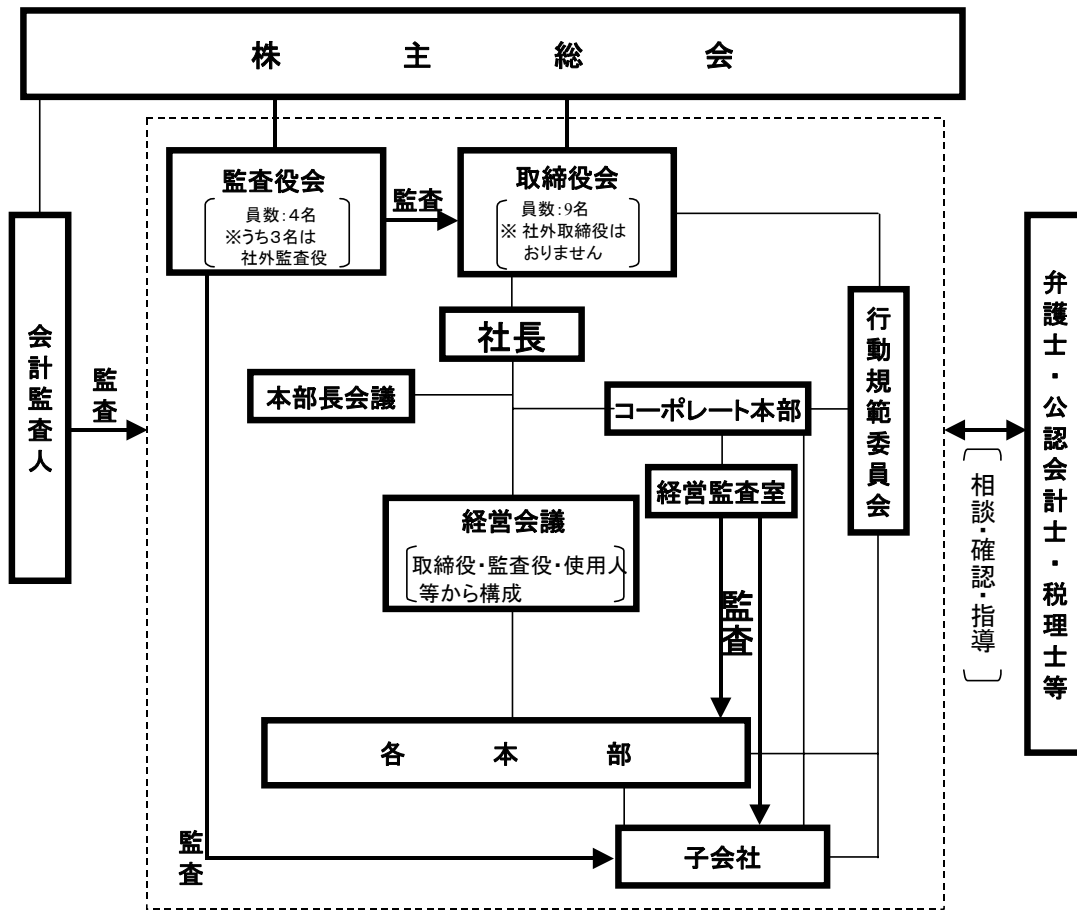 株主総会
監査役会
員数：4名
※うち3名は
社外監査役
監査
取締役会
員数：9名
※ 社外取締役は
おりません
社長
本部長会議
コーポレート本部
経営監査室
行動規範委員会
会計監査人
監査
弁護士・公認会計士・税理士等
相談・確認・指導
経営会議
取締役・監査役・使用人
等から構成
監査
各本部
監査
子会社